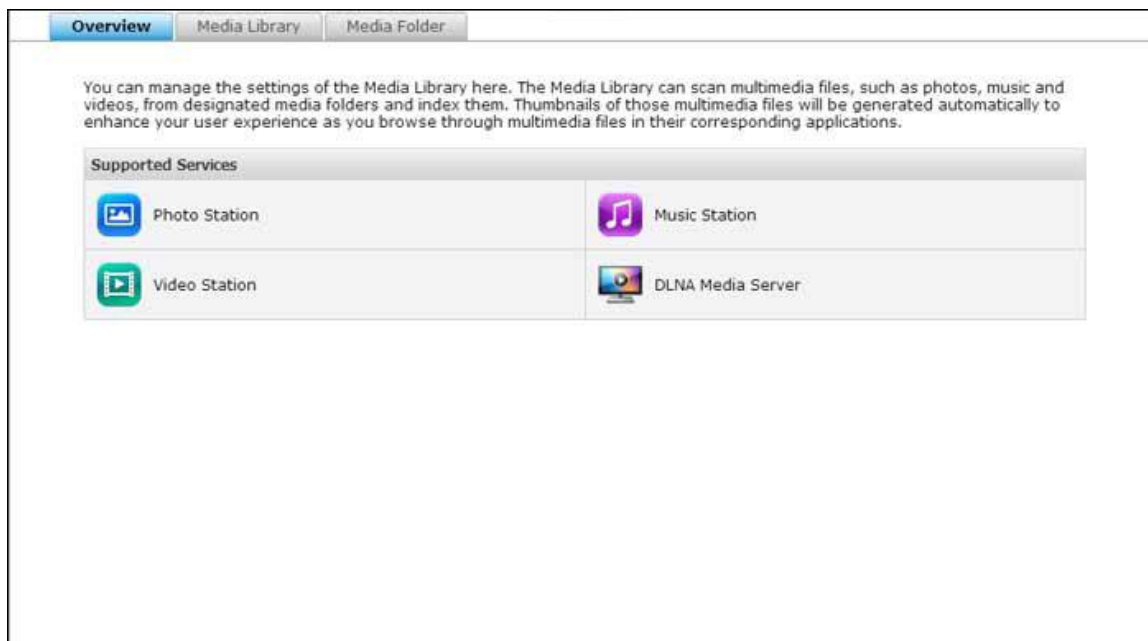 Overview
Media Library
Media Folder
You can manage the settings of the Media Library here. The Media Library can scan multimedia files, such as photos, music and
videos, from designated media folders and index them. Thumbnails of those multimedia files will be generated automatically to
enhance your user experience as you browse through multimedia files in their corresponding applications.
Supported Services
Photo Station
Music Station
Video Station
DLNA Media Server